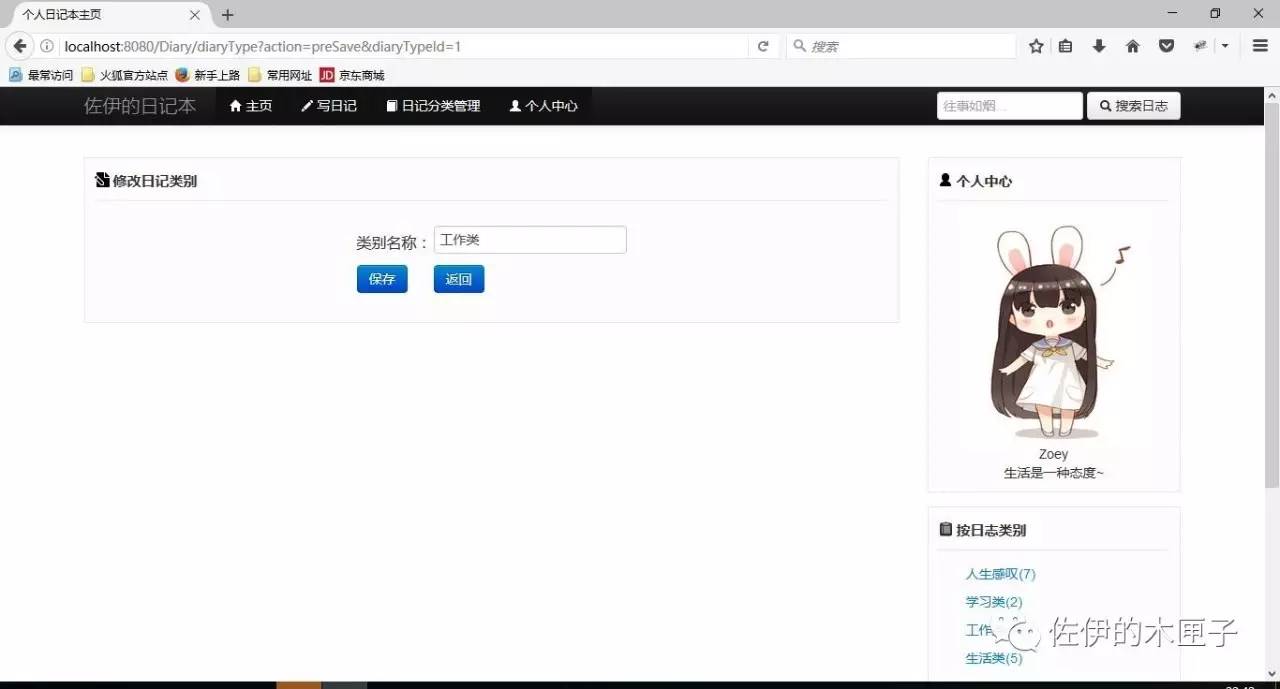 个人日记本主页
localhost:8080/Diary/diaryType?action=preSave&diaryTypeId=1
搜索
最常访问 火狐官方站点 新手上路 常用网址 JD 京东商城
佐伊的日记本 主页 写日记 日记分类管理 个人中心 往事如烟... 搜索日志
修改日记类别
类别名称： 工作类
保存 返回
个人中心
Zoey
生活是一种态度~
按日志类别
人生感叹(7)
学习类(2)
工作
生活类(5)
佐伊的木匣子